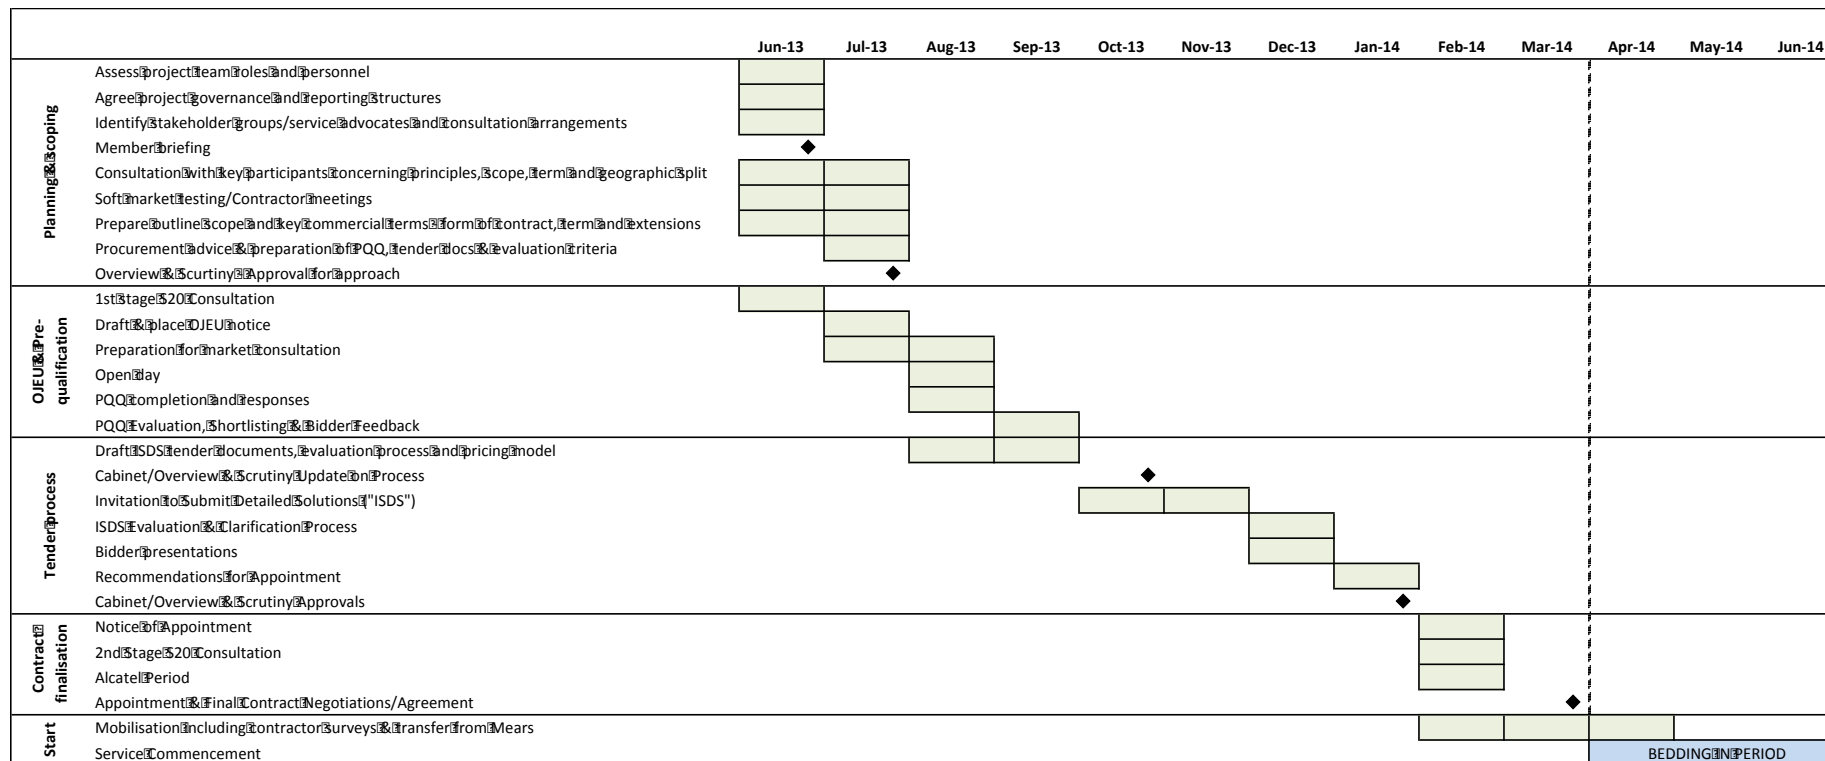 Jun-13 Jul-13 Aug-13 Sep-13 Oct-13 Nov-13 Dec-13 Jan-14 Feb-14 Mar-14 Apr-14 May-14 Jun-14
Planning & scoping
Assess project team roles and personnel
Agree project governance and reporting structures
Identify stakeholder groups/service advocates and consultation arrangements
Member briefing
Consultation with key participants concerning principles, scope, term and geographic split
Soft market testing/Contractor meetings
Prepare outline scope and key commercial terms - form of contract, term and extensions
Procurement advice & preparation of PQQ, tender docs & evaluation criteria
Overview & Scurtiny - Approval for approach
OJEU & Pre-
qualification
1st stage S20 Consultation
Draft & place OJEU notice
Preparation for market consultation
Open day
PQQ completion and responses
PQQ Evaluation, Shortlisting & Bidder Feedback
Tender process
Draft ISDS tender documents, evaluation process and pricing model
Cabinet/Overview & Scrutiny Update on Process
Invitation to Submit Detailed Solutions ("ISDS")
ISDS Evaluation & Clarification Process
Bidder presentations
Recommendations for Appointment
Cabinet/Overview & Scrutiny Approvals
Contract
finalisation
Notice of Appointment
2nd Stage S20 Consultation
Alcatel Period
Appointment & Final Contract Negotiations/Agreement
Start
Mobilisation including contractor surveys & transfer from Mears
Service Commencement
BEDDING IN PERIOD